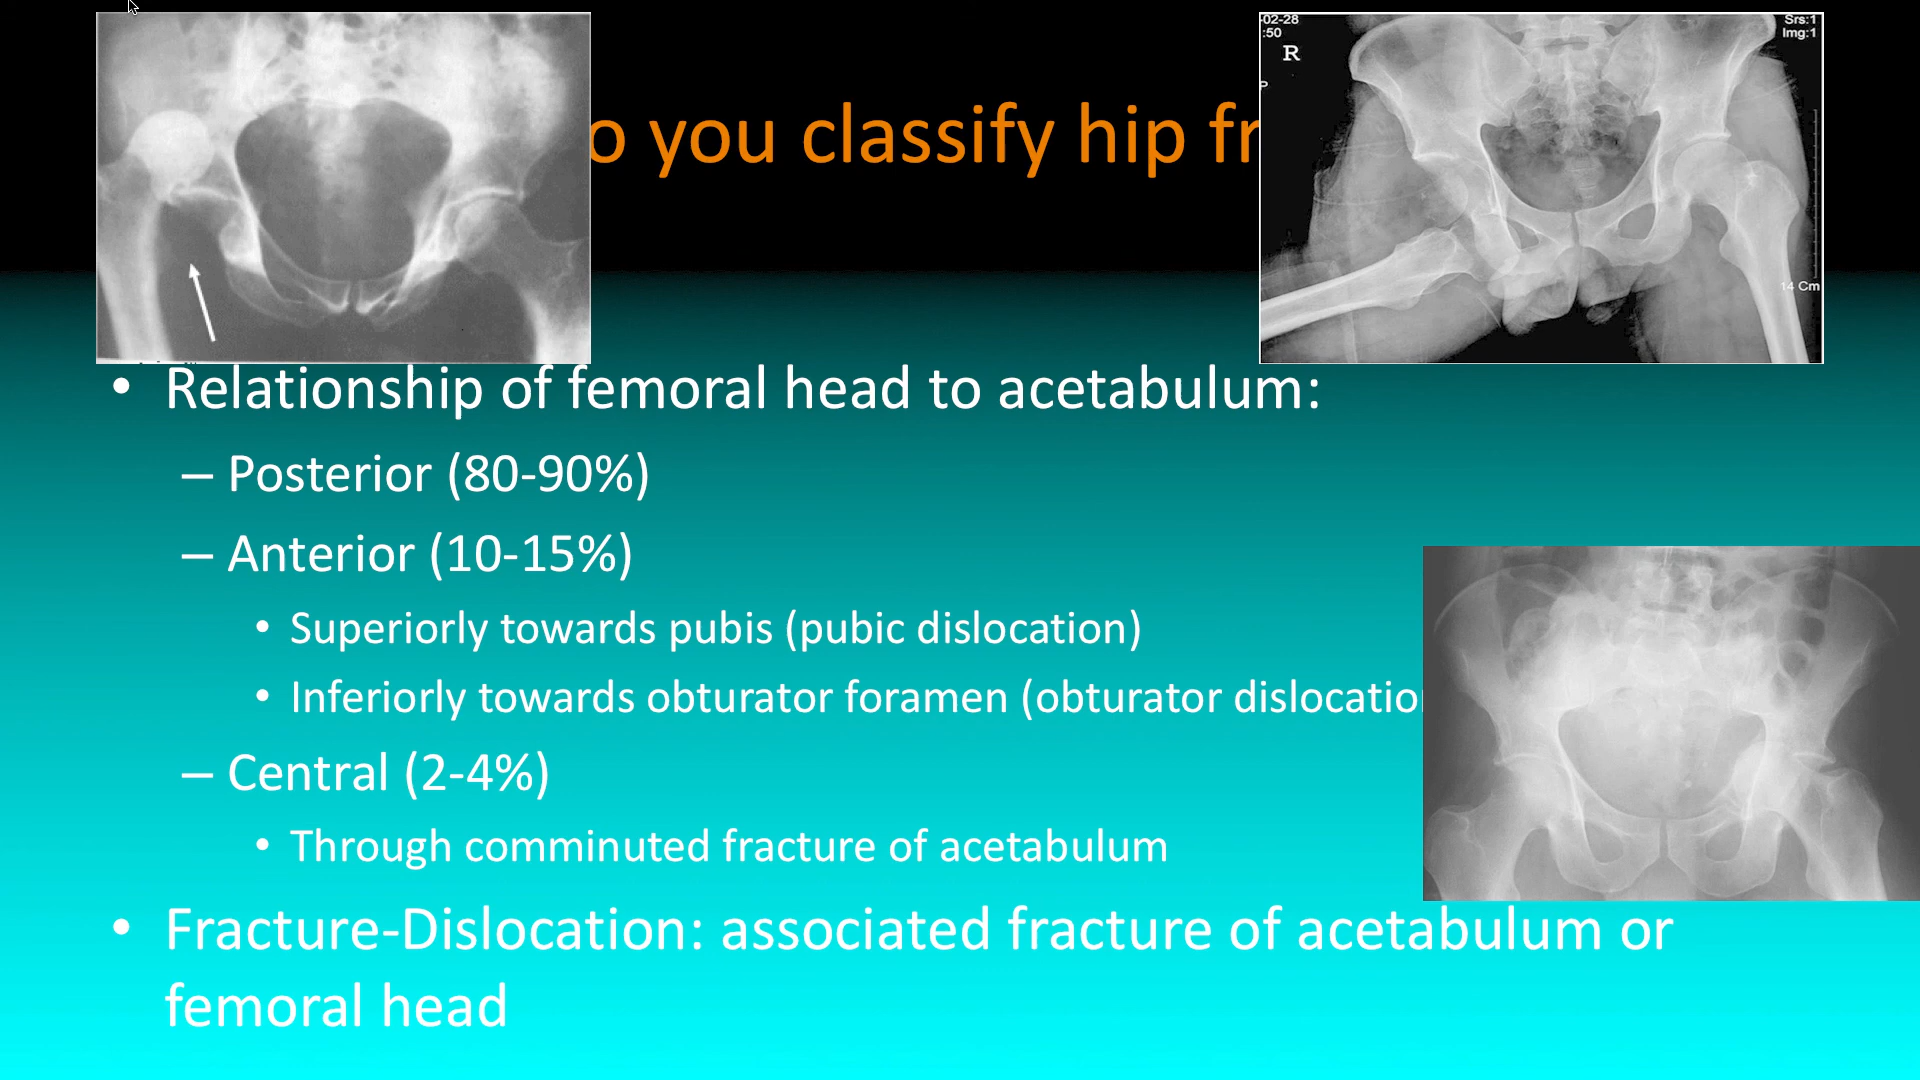 -02-28
:50
R
P
Srs:1
Img:1
14 Cm
o you classify hip fr
• Relationship of femoral head to acetabulum:
– Posterior (80-90%)
– Anterior (10-15%)
• Superiorly towards pubis (pubic dislocation)
• Inferiorly towards obturator foramen (obturator dislocatio
– Central (2-4%)
• Through comminuted fracture of acetabulum
• Fracture-Dislocation: associated fracture of acetabulum or
femoral head